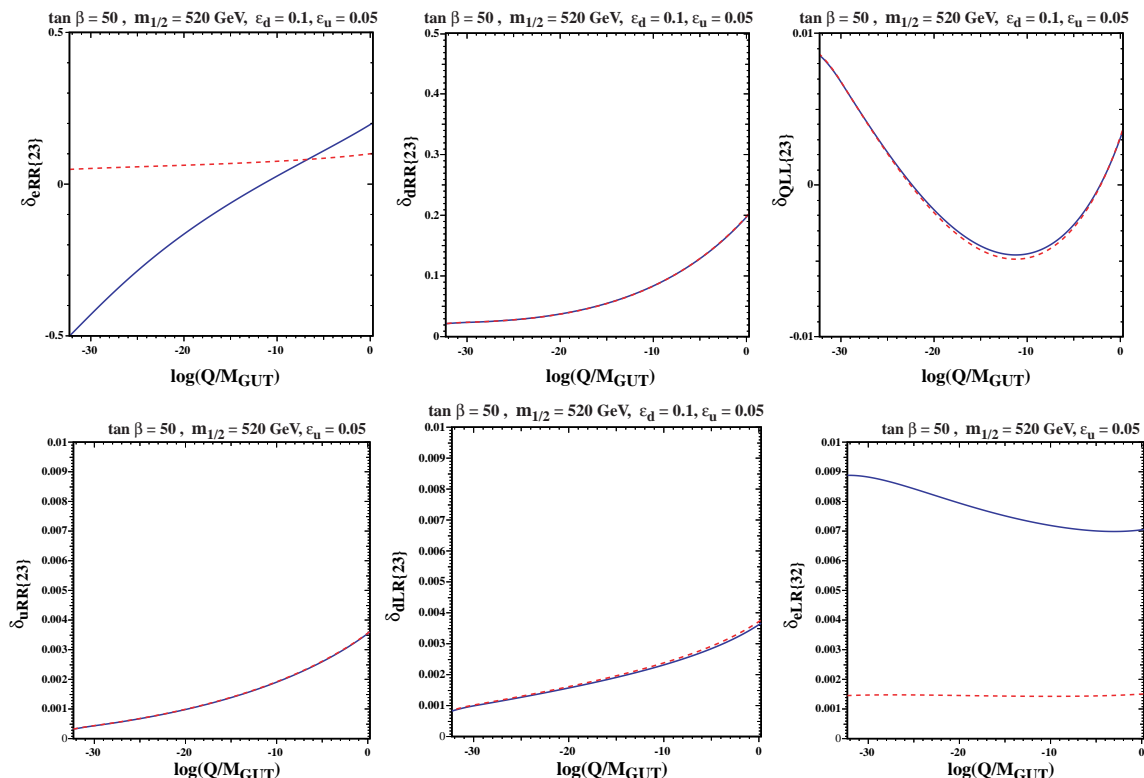 tan β = 50 , m1/2 = 520 GeV, εd = 0.1, εu = 0.05
0.5
0
-0.5
δeRR{23}
-30 -20 -10 0
log(Q/MGUT)
tan β = 50 , m1/2 = 520 GeV, εd = 0.1, εu = 0.05
0.5
0.4
0.3
0.2
0.1
0
δdRR{23}
-30 -20 -10 0
log(Q/MGUT)
tan β = 50 , m1/2 = 520 GeV, εd = 0.1, εu = 0.05
0.01
0
-0.01
δQLL{23}
-30 -20 -10 0
log(Q/MGUT)
tan β = 50 , m1/2 = 520 GeV, εu = 0.05
0.01
0.009
0.008
0.007
0.006
0.005
0.004
0.003
0.002
0.001
0
δuRR{23}
-30 -20 -10 0
log(Q/MGUT)
tan β = 50 , m1/2 = 520 GeV, εd = 0.1, εu = 0.05
0.01
0.009
0.008
0.007
0.006
0.005
0.004
0.003
0.002
0.001
0
δdLR{23}
-30 -20 -10 0
log(Q/MGUT)
tan β = 50 , m1/2 = 520 GeV, εu = 0.05
0.01
0.009
0.008
0.007
0.006
0.005
0.004
0.003
0.002
0.001
0
δeLR{32}
-30 -20 -10 0
log(Q/MGUT)